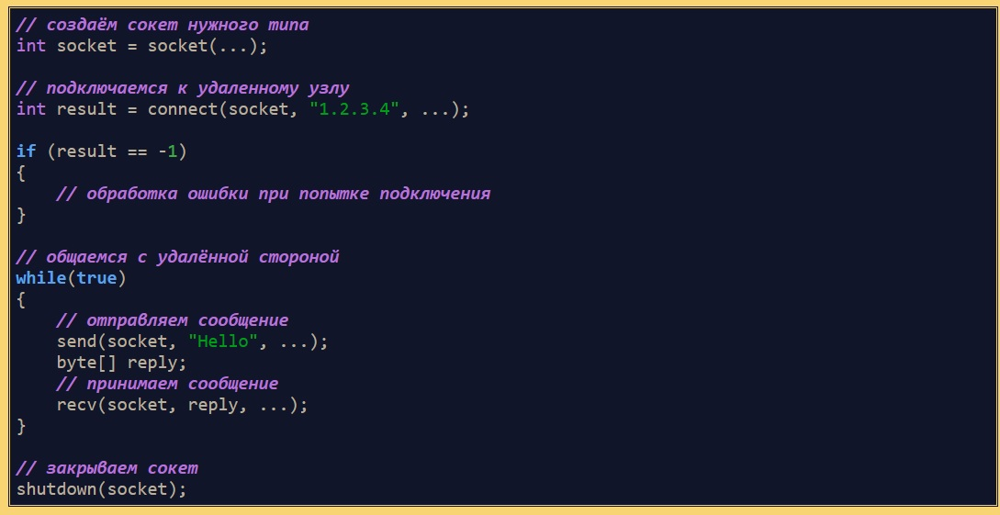 // создаём сокет нужного типа
int socket = socket(...);
// подключаемся к удаленному узлу
int result = connect(socket, "1.2.3.4", ...);
if (result == -1)
{
// обработка ошибки при попытке подключения
}
// общаемся с удалённой стороной
while(true)
{
// отправляем сообщение
send(socket, "Hello", ...);
byte[] reply;
// принимаем сообщение
recv(socket, reply, ...);
}
// закрываем сокет
shutdown(socket);